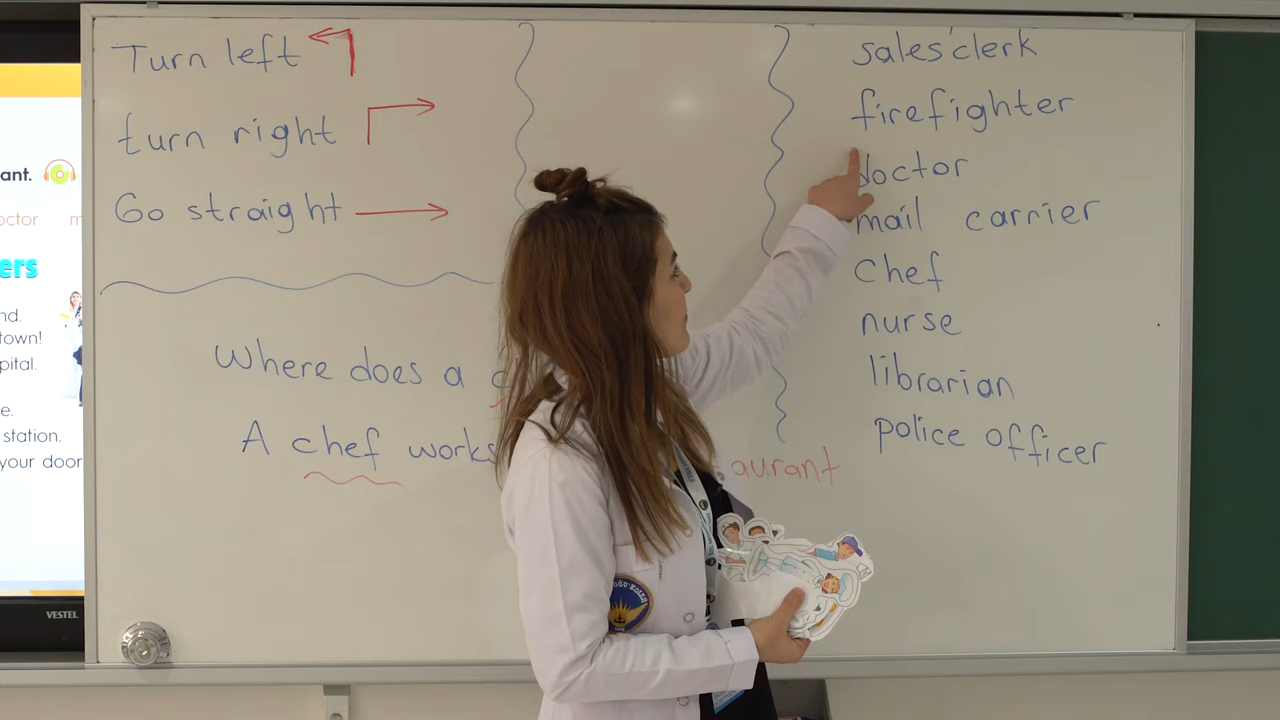 Turn left
turn right
Go straight
Where does a
A chef works
aurant
sales clerk
firefighter
doctor
mail carrier
chef
nurse
librarian
police officer
ant.
octor m
ers
nd.
town!
pital.
e.
station.
your door
VESTEL